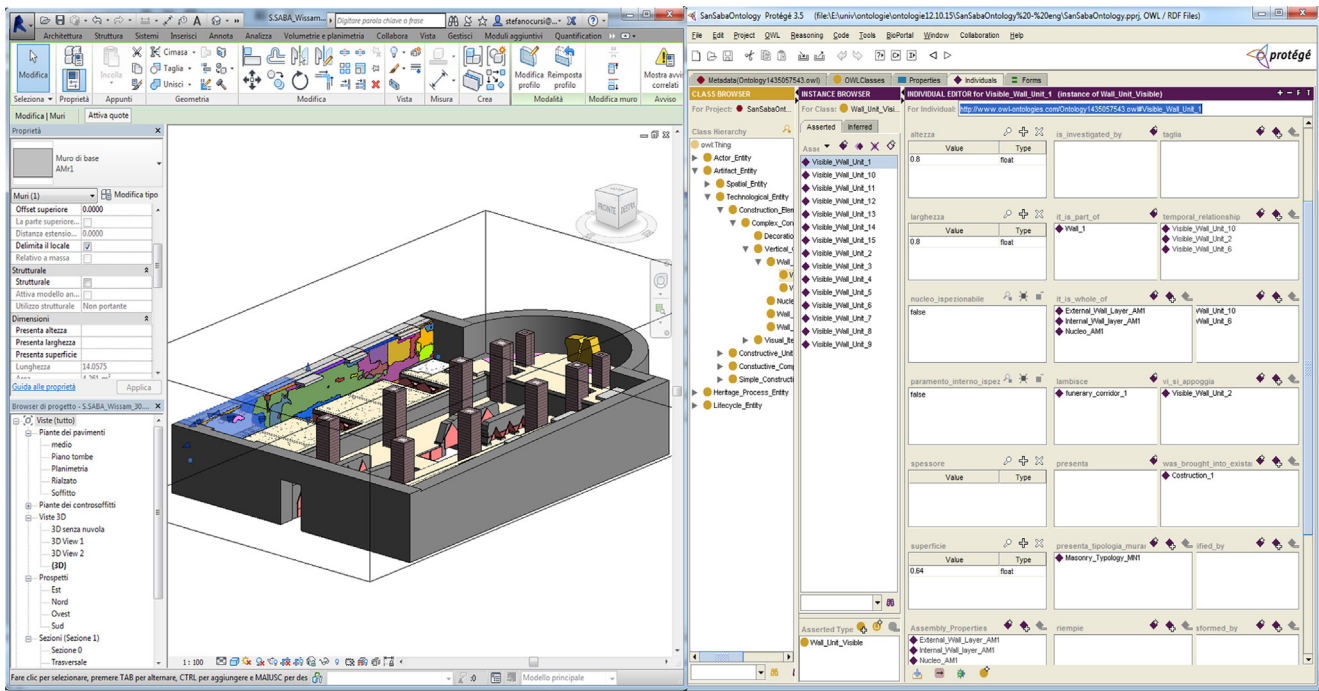 S.SABA_Wissam_...
Digitare parola chiave o frase
stefanocursi@...
Architettura Struttura Sistemi Inserisci Annota Analizza Volumetrie e planimetria Collabora Vista Gestisci Moduli aggiuntivi Quantification
Modifica
Incolla
Cimasa
Taglia
Unisci
Modifica profilo
Reimposta profilo
Mostra avvi correlati
Seleziona Proprietà Appunti Geometria Modifica Vista Misura Crea Modalità Modifica muro Avviso
Modifica | Muri Attiva quote
Proprietà
Muro di base
AMr1
Muri (1) Modifica tipo
Offset superiore 0.0000
La parte superiore...
Distanza estensio... 0.0000
Delimita il locale
Relativo a massa
Strutturale
Strutturale
Attiva modello an...
Utilizzo strutturale Non portante
Dimensioni
Presenta altezza
Presenta larghezza
Presenta superficie
Lunghezza 14.0575
Guida alle proprietà Applica
Browser di progetto - S.SABA_Wissam_30....
Viste (tutto)
Piante dei pavimenti
medio
Piano tombe
Planimetria
Rialzato
Soffitto
Piante dei controsoffitti
Viste 3D
3D senza nuvola
3D View 1
3D View 2
{3D}
Prospetti
Est
Nord
Ovest
Sud
Sezioni (Sezione 1)
Sezione 0
Trasversale
FRONTE DESTRA
1 : 100
Fare clic per selezionare, premere TAB per alternare, CTRL per aggiungere e MAIUSC per des
:0
Modello principale
SanSabaOntology Protégé 3.5 (file:\E:\univ\ontologie\ontologie12.10.15\SanSabaOntology%20-%20eng\SanSabaOntology.pprj, OWL / RDF Files)
File Edit Project OWL Reasoning Code Tools BioPortal Window Collaboration Help
protégé
Metadata(Ontology1435057543.owl) OWLClasses Properties Individuals Forms
CLASS BROWSER
For Project: SanSabaOnt...
Class Hierarchy
owl:Thing
Actor_Entity
Artifact_Entity
Spatial_Entity
Technological_Entity
Construction_Elen
Complex_Con
Decoratio
Vertical_
Wall_
Nucle
Wall_
Wall_
Visual_Ite
Constructive_Unit
Constuctive_Com
Simple_Constructi
Heritage_Process_Entity
Lifecycle_Entity
INSTANCE BROWSER
For Class: Wall_Unit_Visi...
Asserted Inferred
Visible_Wall_Unit_1
Visible_Wall_Unit_10
Visible_Wall_Unit_11
Visible_Wall_Unit_12
Visible_Wall_Unit_13
Visible_Wall_Unit_14
Visible_Wall_Unit_15
Visible_Wall_Unit_2
Visible_Wall_Unit_3
Visible_Wall_Unit_4
Visible_Wall_Unit_5
Visible_Wall_Unit_6
Visible_Wall_Unit_7
Visible_Wall_Unit_8
Visible_Wall_Unit_9
Asserted Type
Wall_Unit_Visible
INDIVIDUAL EDITOR for Visible_Wall_Unit_1 (instance of Wall_Unit_Visible)
For Individual: http://www.owl-ontologies.com/Ontology1435057543.owl#Visible_Wall_Unit_1
altezza is_investigated_by taglia
Value Type
0.8 float
larghezza it_is_part_of temporal_relationship
Value Type
0.8 float
Wall_1
Visible_Wall_Unit_10
Visible_Wall_Unit_2
Visible_Wall_Unit_6
nucleo_ispezionabile it_is_whole_of
false
External_Wall_Layer_AM1
Internal_Wall_layer_AM1
Nucleo_AM1
Wall_Unit_10
Wall_Unit_6
paramento_interno_ispez lambisce vi_si_appoggia
false
funerary_corridor_1
Visible_Wall_Unit_2
spessore presenta was_brought_into_exista
Value Type
Costruction_1
superficie presenta_tipologia_mura ified_by
Value Type
0.64 float
Masonry_Typology_MN1
Assembly_Properties riempie sformed_by
External_Wall_Layer_AM1
Internal_Wall_layer_AM1
Nucleo_AM1